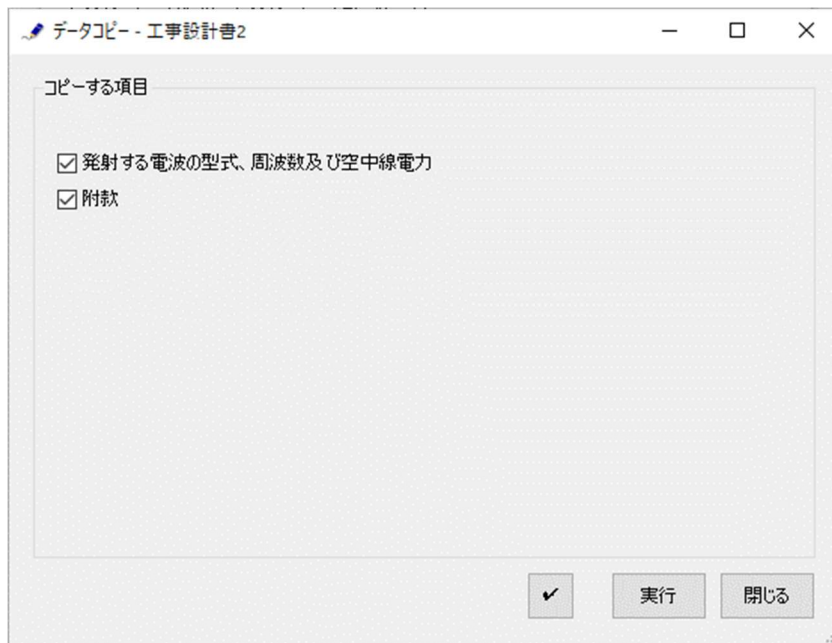 データコピー - 工事設計書2
コピーする項目
発射する電波の型式、周波数及び空中線電力
附款
実行
閉じる